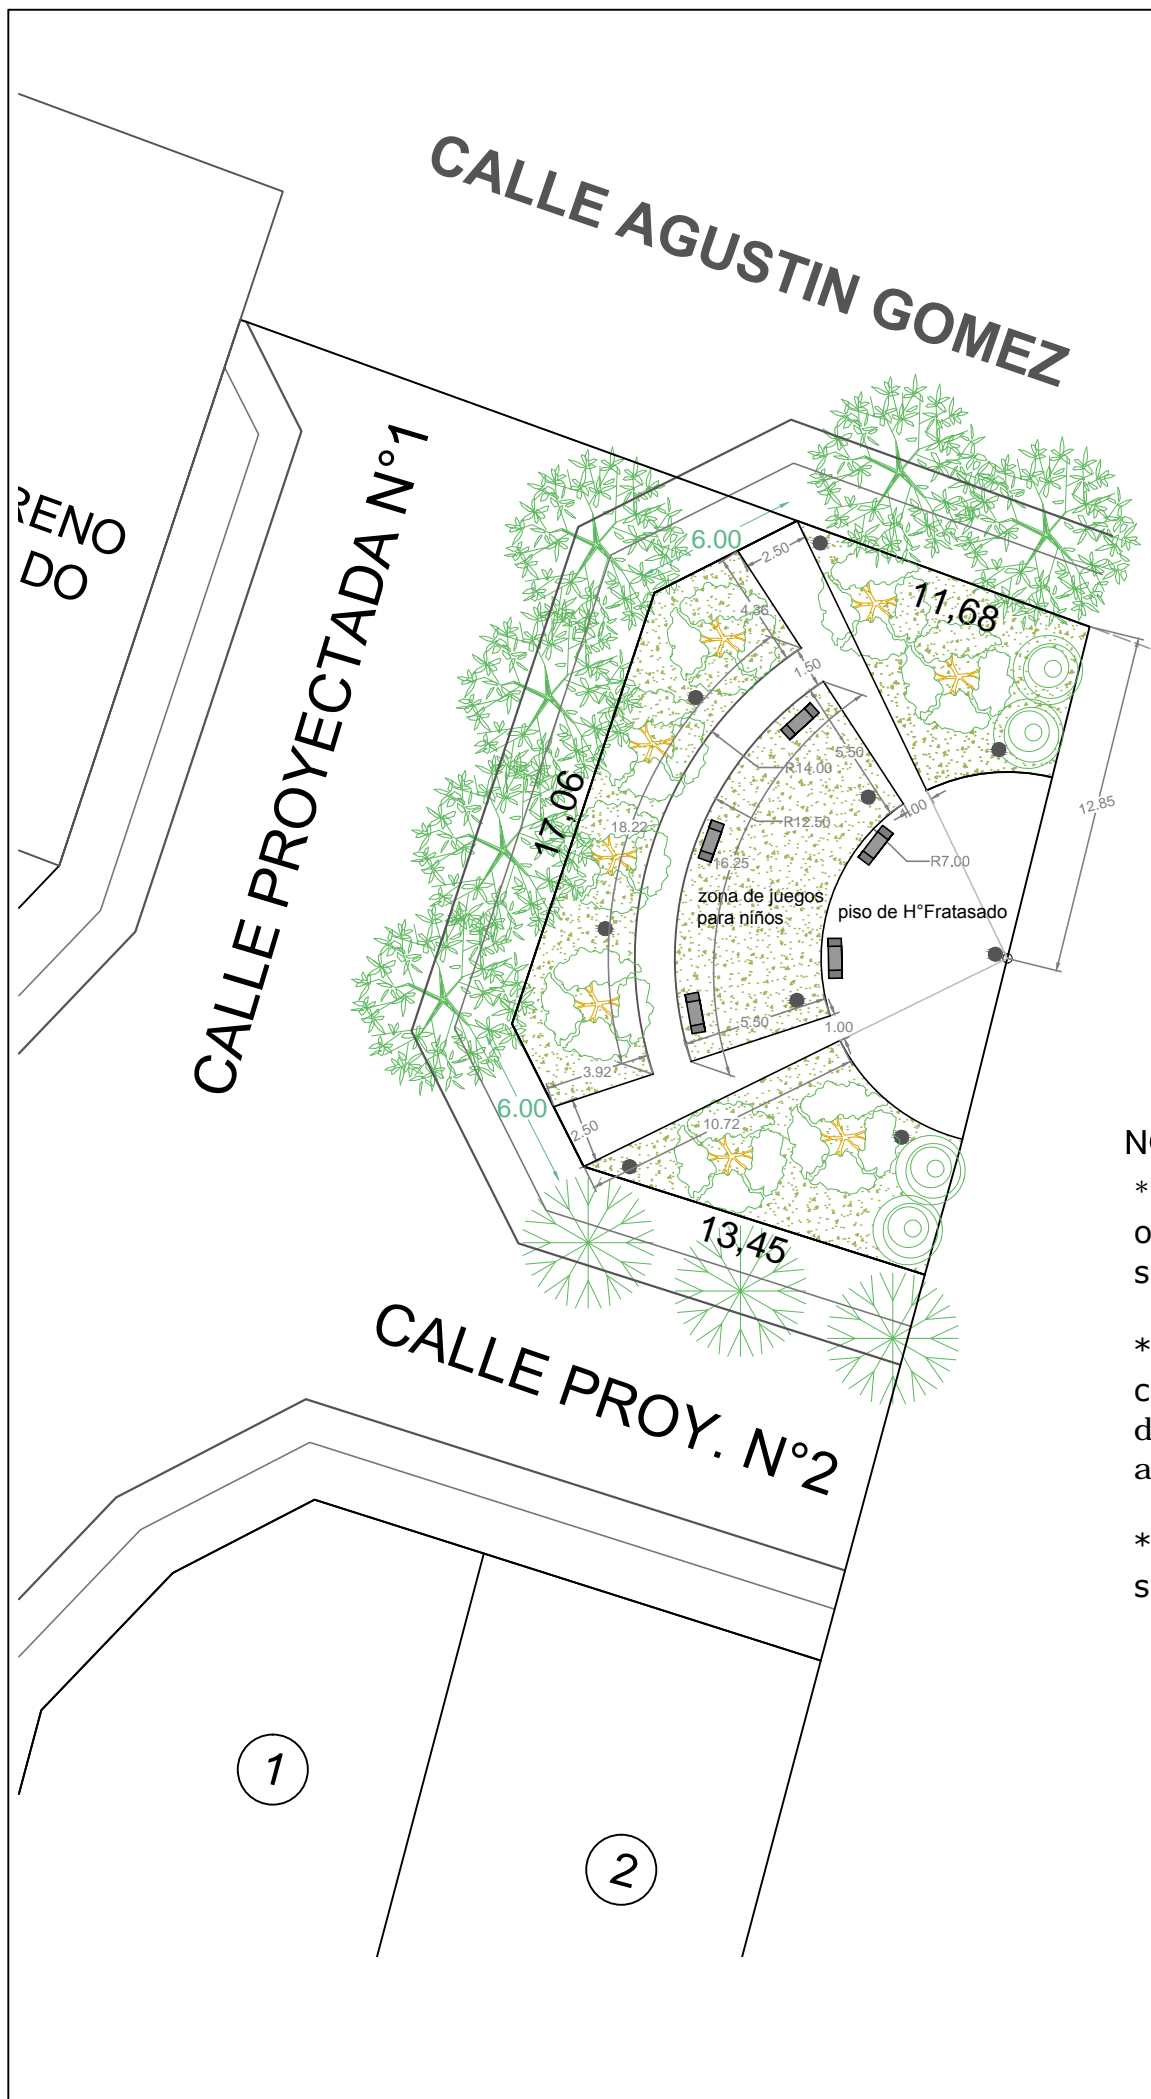 CALLE AGUSTIN GOMEZ
CALLE PROYECTADA N°1
RENO
DO
6.00
2.50
11,68
4.36
1.50
5.50
R14.00
12.85
17,06
18.22
R12.50
1.00
16.25
R7.00
zona de juegos
para niños
piso de H°Fratasado
5.50
1.00
3.92
6.00
2.50
10.72
13,45
CALLE PROY. N°2
N
*
o
s
*
c
d
a
*
s
1
2